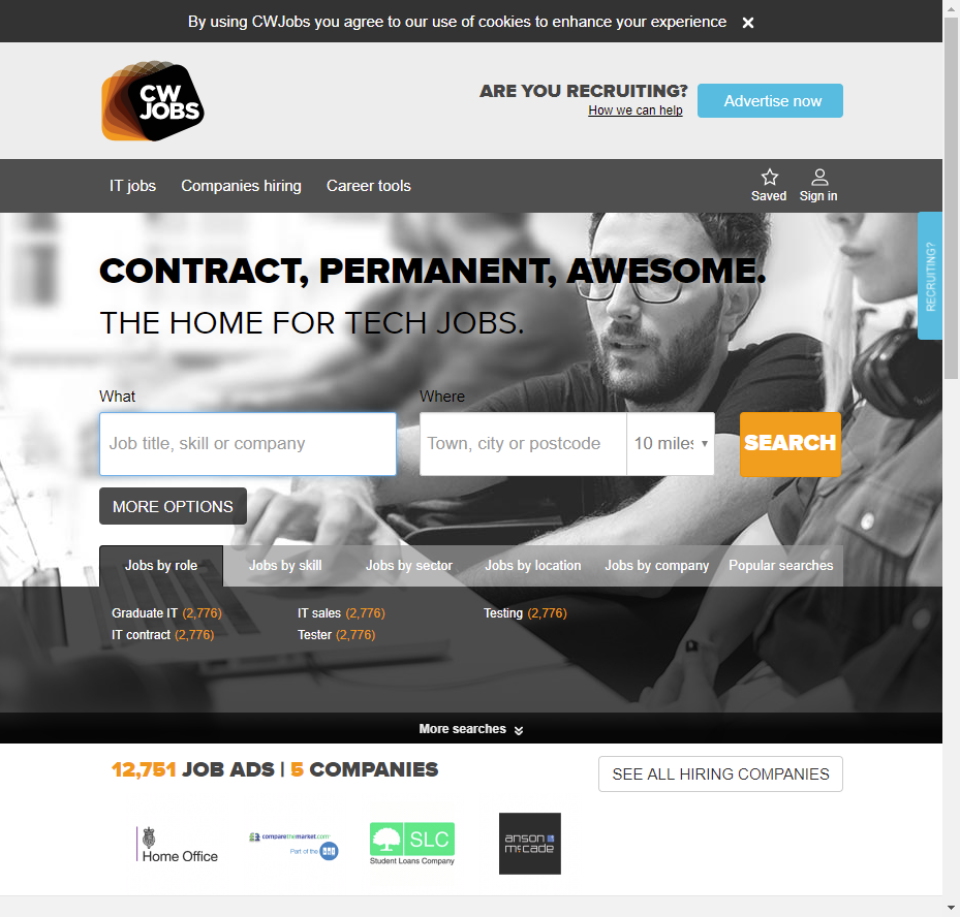 By using CWJobs you agree to our use of cookies to enhance your experience ×
CW
JOBS
ARE YOU RECRUITING?
How we can help
Advertise now
IT jobs Companies hiring Career tools
Saved Sign in
RECRUITING?
CONTRACT, PERMANENT, AWESOME.
THE HOME FOR TECH JOBS.
What Where
Job title, skill or company Town, city or postcode 10 miles SEARCH
MORE OPTIONS
Jobs by role Jobs by skill Jobs by sector Jobs by location Jobs by company Popular searches
Graduate IT (2,776) IT sales (2,776) Testing (2,776)
IT contract (2,776) Tester (2,776)
More searches
12,751 JOB ADS | 5 COMPANIES SEE ALL HIRING COMPANIES
Home Office
comparethemarket.com
Part of the
SLC
Student Loans Company
anson
mccade